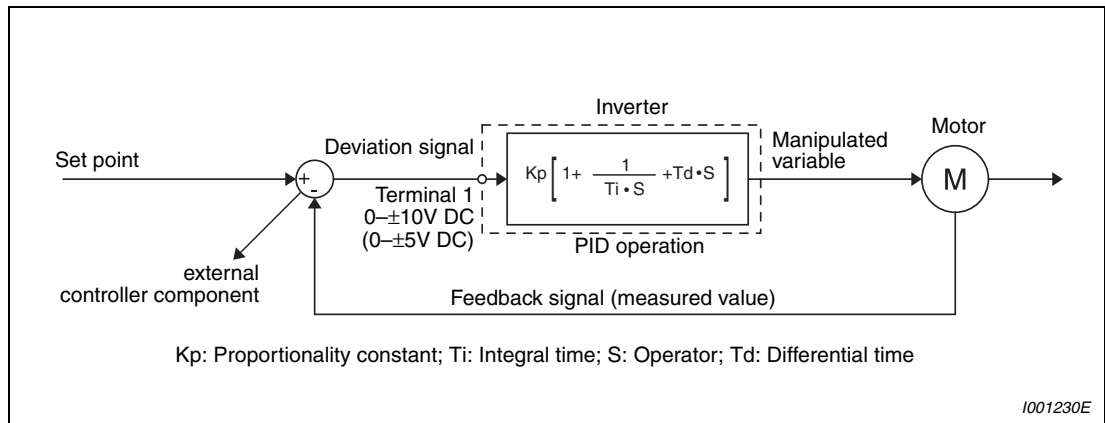 Inverter
Set point
Deviation signal
+
-
Terminal 1
0–±10V DC
(0–±5V DC)
Kp [ 1+ 1 / Ti • S +Td•S ]
PID operation
Manipulated
variable
Motor
M
external
controller component
Feedback signal (measured value)
Kp: Proportionality constant; Ti: Integral time; S: Operator; Td: Differential time
I001230E